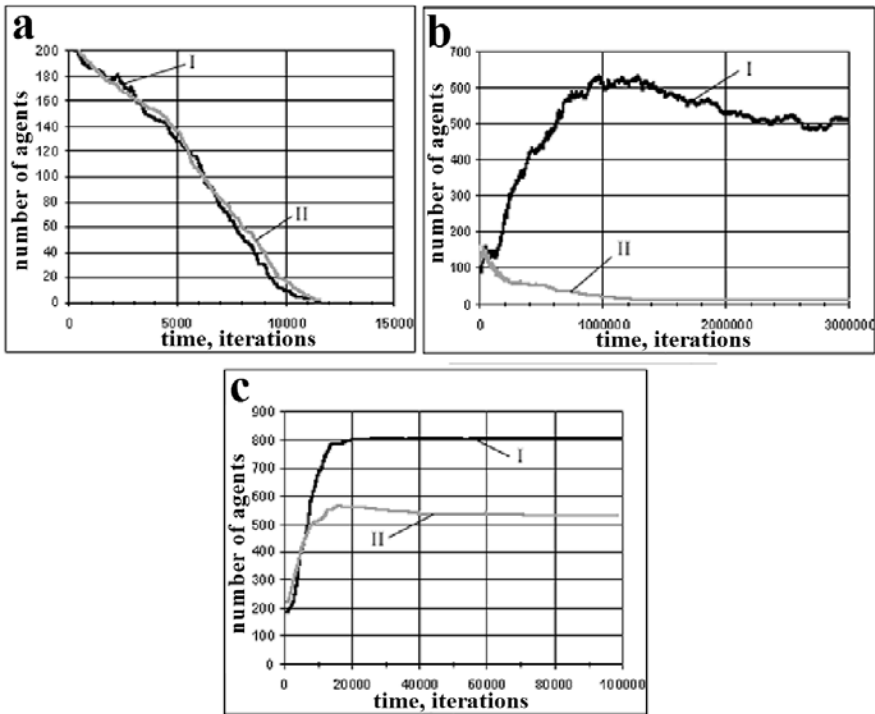 a
200
180
160
140
120
100
80
60
40
20
0
number of agents
I
II
0 5000 10000 15000
time, iterations
b
700
600
500
400
300
200
100
0
number of agents
I
II
0 1000000 2000000 3000000
time, iterations
c
900
800
700
600
500
400
300
200
100
0
number of agents
I
II
0 20000 40000 60000 80000 100000
time, iterations